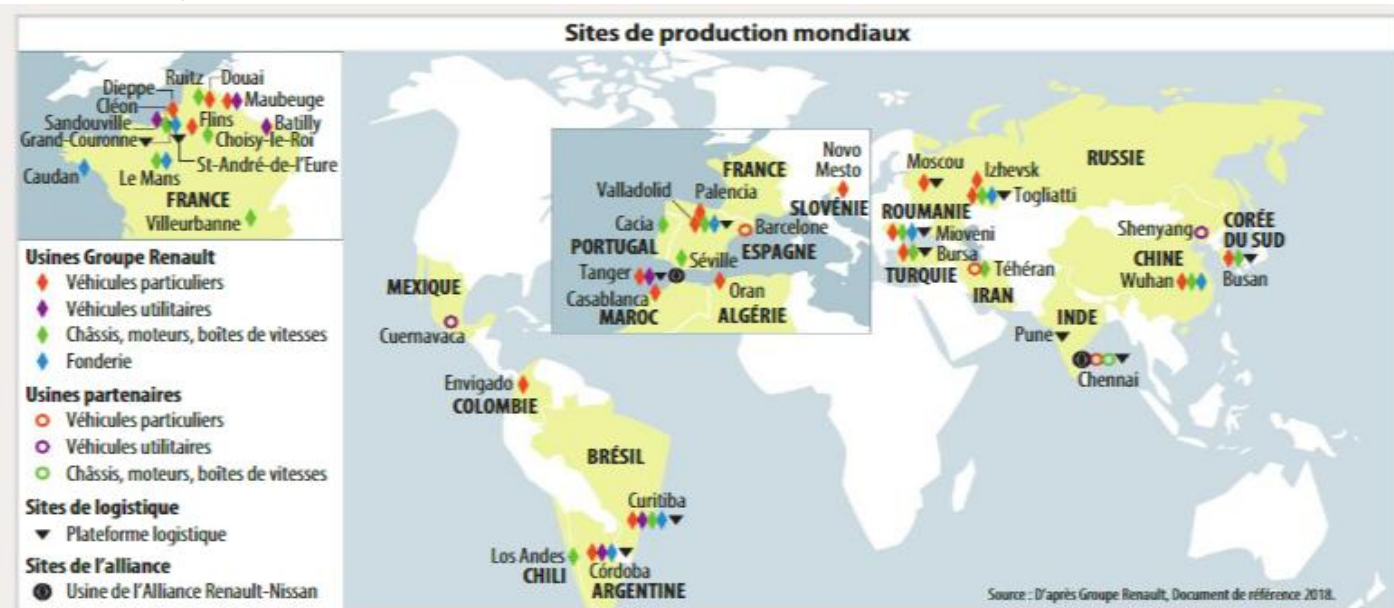 Sites de production mondiaux
Dieppe
Ruitz
Douai
Cléon
Maubeuge
Sandouville
Flins
Batilly
Grand-Couronne
Choisy-le-Roi
St-André-de-l'Eure
Caudan
Le Mans
FRANCE
Villeurbanne
Usines Groupe Renault
Véhicules particuliers
Véhicules utilitaires
Châssis, moteurs, boîtes de vitesses
Fonderie
Usines partenaires
Véhicules particuliers
Véhicules utilitaires
Châssis, moteurs, boîtes de vitesses
Sites de logistique
Plateforme logistique
Sites de l'alliance
Usine de l'Alliance Renault-Nissan
MEXIQUE
Cuernavaca
Envigado
COLOMBIE
BRÉSIL
Curitiba
Los Andes
CHILI
Córdoba
ARGENTINE
FRANCE
Novo
Mesto
SLOVÉNIE
Valladolid
Palencia
Cacia
Barcelone
PORTUGAL
ESPAGNE
Séville
Tanger
Casablanca
Oran
MAROC
ALGÉRIE
Moscou
Izhevsk
RUSSIE
Togliatti
ROUMANIE
Mioveni
Bursa
TURQUIE
Téhéran
IRAN
Shenyang
CORÉE
DU SUD
CHINE
Wuhan
Busan
INDE
Pune
Chennai
Source : D'après Groupe Renault, Document de référence 2018.